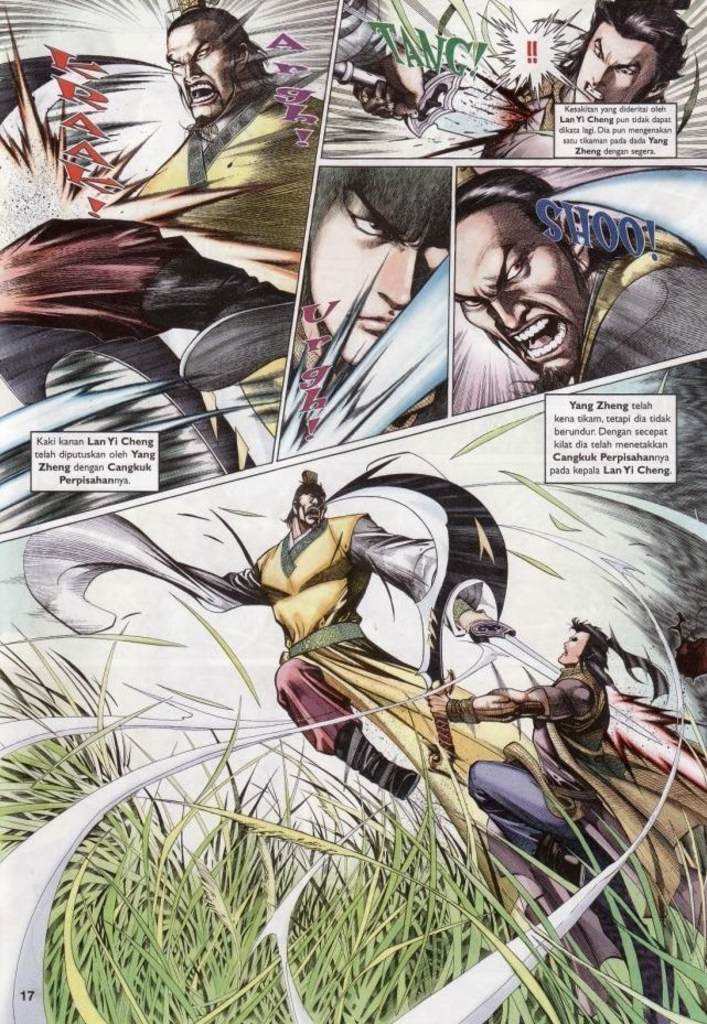 KRAAK!
Argh!
TANG!
!!
Kesakitan yang dideritai oleh
Lan Yi Cheng pun tidak dapat
dikata lagi. Dia pun mengenakan
satu tikaman pada dada Yang
Zheng dengan segera.
Urgh!
SHOO!
Kaki kanan Lan Yi Cheng
telah diputuskan oleh Yang
Zheng dengan Cangkuk
Perpisahannya.
Yang Zheng telah
kena tikam, tetapi dia tidak
berundur. Dengan secepat
kilat dia telah menetakkan
Cangkuk Perpisahannya
pada kepala Lan Yi Cheng.
17